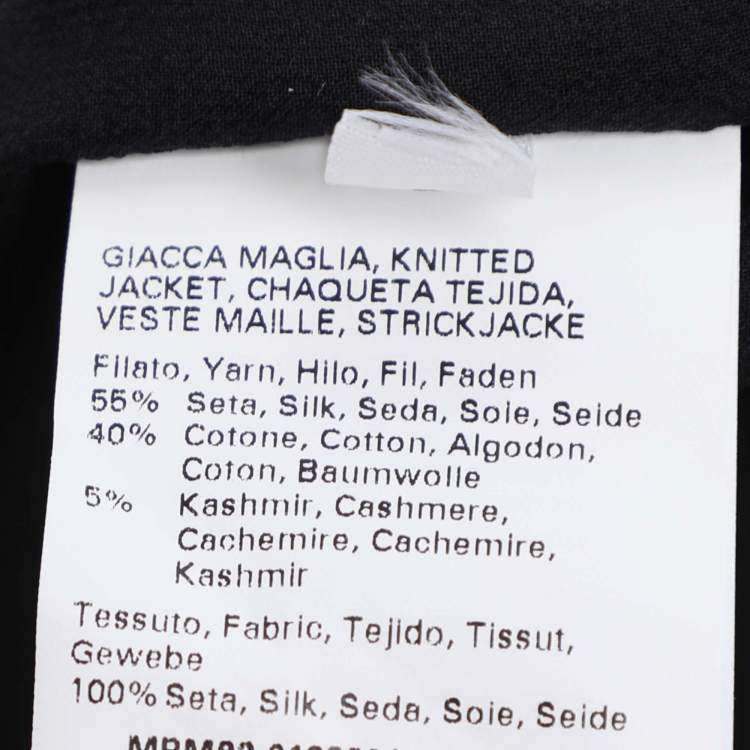 GIACCA MAGLIA, KNITTED
JACKET, CHAQUETA TEJIDA,
VESTE MAILLE, STRICKJACKE
Filato, Yarn, Hilo, Fil, Faden
55% Seta, Silk, Seda, Soie, Seide
40% Cotone, Cotton, Algodon,
Coton, Baumwolle
5% Kashmir, Cashmere,
Cachemire, Cachemire,
Kashmir
Tessuto, Fabric, Tejido, Tissut,
Gewebe
100% Seta, Silk, Seda, Soie, Seide